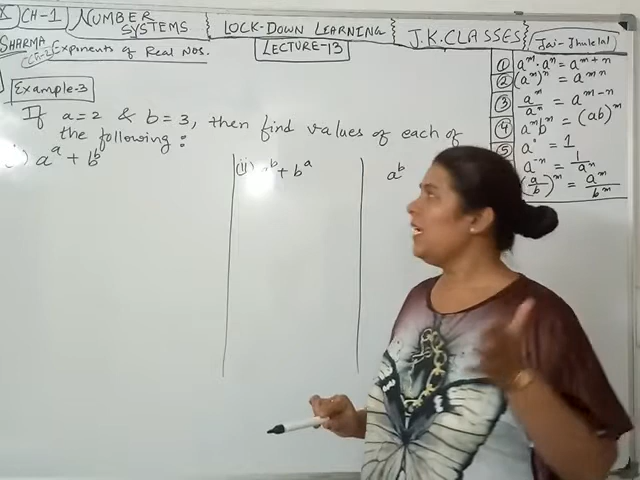 CH-1 NUMBER SYSTEMS LOCK-DOWN LEARNING J.K.CLASSES Jai-Jhulelal
SHARMA Exponents of Real Nos. LECTURE-13
Example-3
If a=2 & b=3, then find values of each of
the following:
i) a^a + b^b
(ii) a^b + b^a
a^b
① a^m . a^n = a^(m+n)
② (a^m)^n = a^(mn)
③ a^m/a^n = a^(m-n)
④ a^m b^m = (ab)^m
⑤ a^0 = 1
a^-n = 1/a^n
(a/b)^m = a^m/b^m